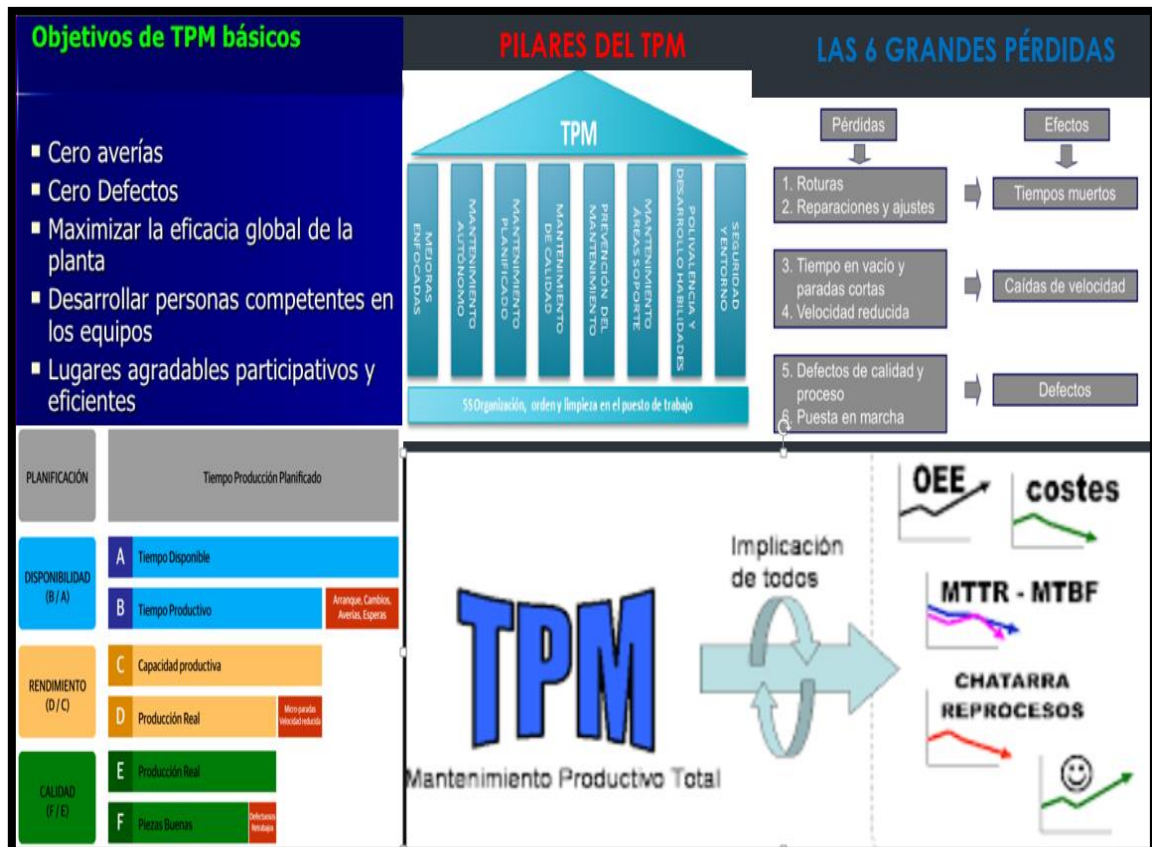 Objetivos de TPM básicos
▪ Cero averías
▪ Cero Defectos
▪ Maximizar la eficacia global de la
planta
▪ Desarrollar personas competentes en
los equipos
▪ Lugares agradables participativos y
eficientes
PILARES DEL TPM
TPM
MEJORAS
ENFOCADAS
MANTENIMIENTO
AUTÓNOMO
MANTENIMIENTO
PLANIFICADO
MANTENIMIENTO
DE CALIDAD
PREVENCIÓN DEL
MANTENIMIENTO
MANTENIMIENTO
ÁREAS SOPORTE
POLIVALENCIA Y
DESARROLLO HABILIDADES
SEGURIDAD
Y ENTORNO
5S Organización, orden y limpieza en el puesto de trabajo
LAS 6 GRANDES PÉRDIDAS
Pérdidas
Efectos
1. Roturas
2. Reparaciones y ajustes
Tiempos muertos
3. Tiempo en vacío y
paradas cortas
4. Velocidad reducida
Caídas de velocidad
5. Defectos de calidad y
proceso
6. Puesta en marcha
Defectos
PLANIFICACIÓN
Tiempo Producción Planificado
DISPONIBILIDAD
(B / A)
A Tiempo Disponible
B Tiempo Productivo
Arranque, Cambios,
Averías, Esperas
RENDIMIENTO
(D / C)
C Capacidad productiva
D Producción Real
Micro-paradas
Velocidad reducida
CALIDAD
(F / E)
E Producción Real
F Piezas Buenas
Defectuosos
Retrabajos
TPM
Mantenimiento Productivo Total
Implicación
de todos
OEE
costes
MTTR - MTBF
CHATARRA
REPROCESOS